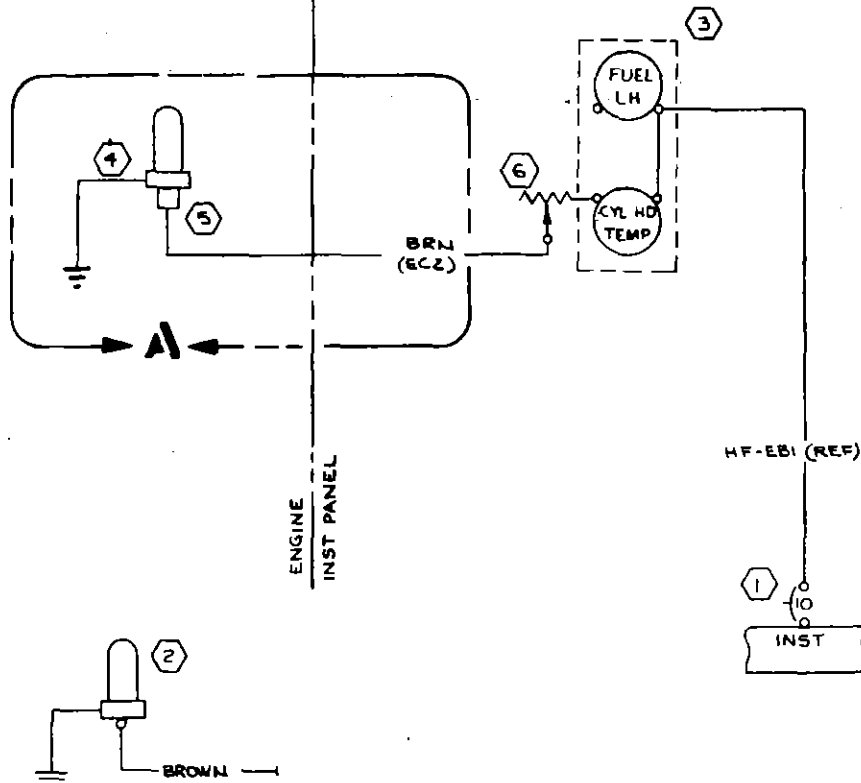 3
FUEL
LH
4
6
5
CYL HD
TEMP
BRN
(EC2)
A
HF-EB1 (REF)
ENGINE
INST PANEL
1
10
INST
2
BROWN